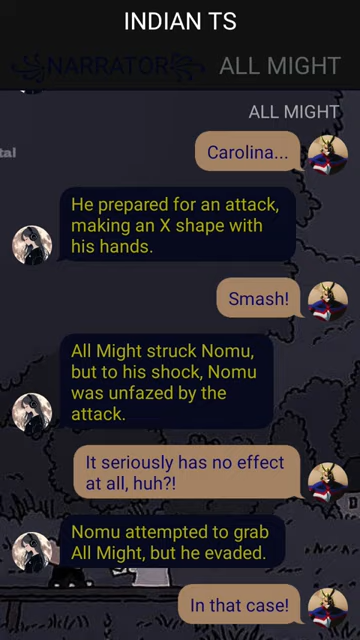 INDIAN TS
꧁NARRATOR꧂ ALL MIGHT
ALL MIGHT
Carolina...
He prepared for an attack,
making an X shape with
his hands.
Smash!
All Might struck Nomu,
but to his shock, Nomu
was unfazed by the
attack.
It seriously has no effect
at all, huh?!
Nomu attempted to grab
All Might, but he evaded.
In that case!